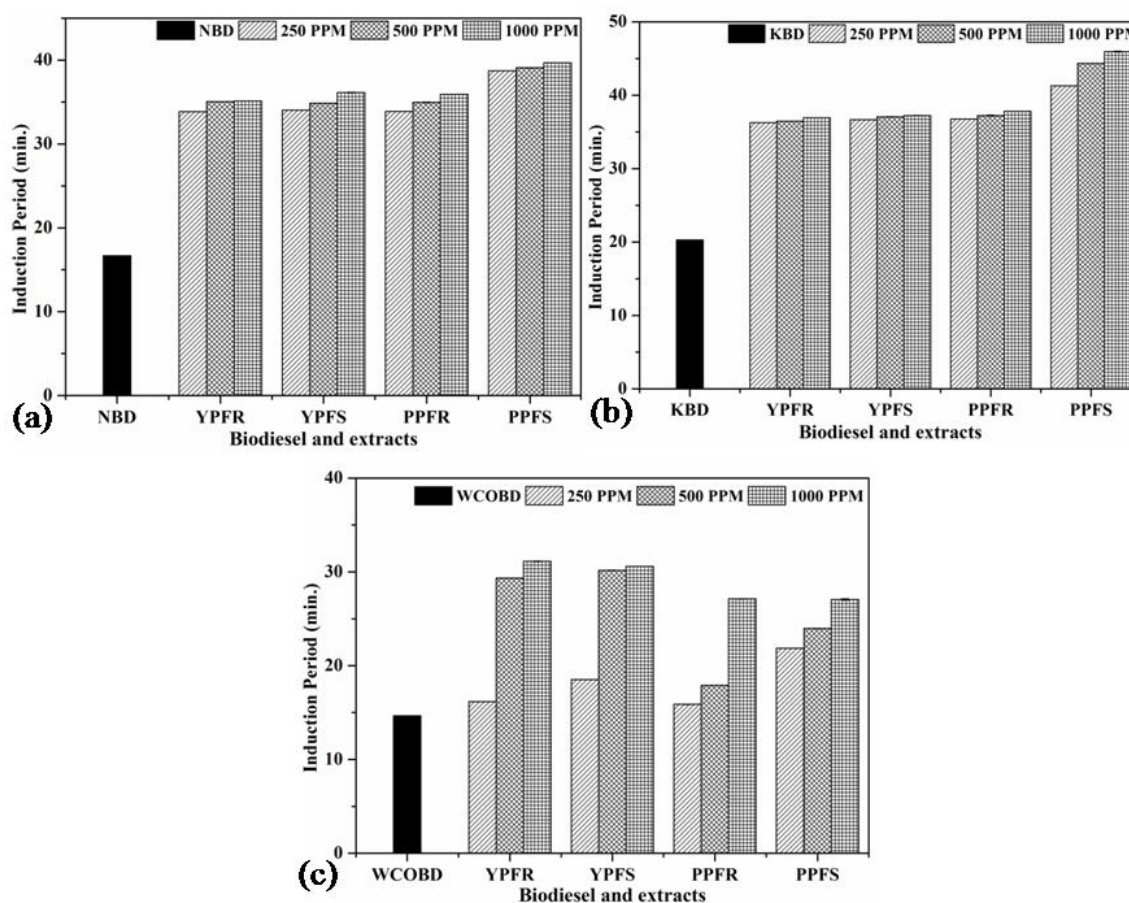 NBD 250 PPM 500 PPM 1000 PPM
40
30
20
10
0
Induction Period (min.)
NBD YPFR YPFS PPFR PPFS
Biodiesel and extracts
(a)
KBD 250 PPM 500 PPM 1000 PPM
50
40
30
20
10
0
Induction Period (min.)
KBD YPFR YPFS PPFR PPFS
Biodiesel and extracts
(b)
WCOBD 250 PPM 500 PPM 1000 PPM
40
30
20
10
0
Induction Period (min.)
WCOBD YPFR YPFS PPFR PPFS
Biodiesel and extracts
(c)